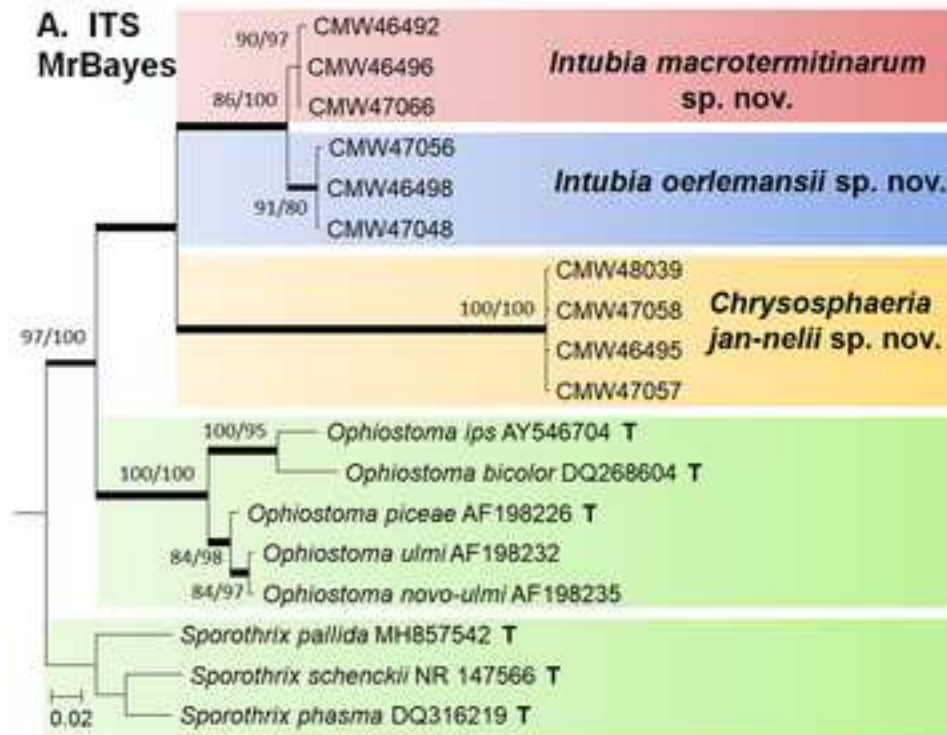 A. ITS
MrBayes
90/97
CMW46492
CMW46496
86/100
CMW47066
Intubia macrotermitinarum
sp. nov.
CMW47056
CMW46498
91/80
CMW47048
Intubia oerlemansii sp. nov.
CMW48039
100/100
CMW47058
CMW46495
CMW47057
Chrysosphaeria
jan-nelii sp. nov.
97/100
100/95
Ophiostoma ips AY546704 T
100/100
Ophiostoma bicolor DQ268604 T
Ophiostoma piceae AF198226 T
84/98
Ophiostoma ulmi AF198232
84/97
Ophiostoma novo-ulmi AF198235
Sporothrix pallida MH857542 T
Sporothrix schenckii NR 147566 T
0.02
Sporothrix phasma DQ316219 T